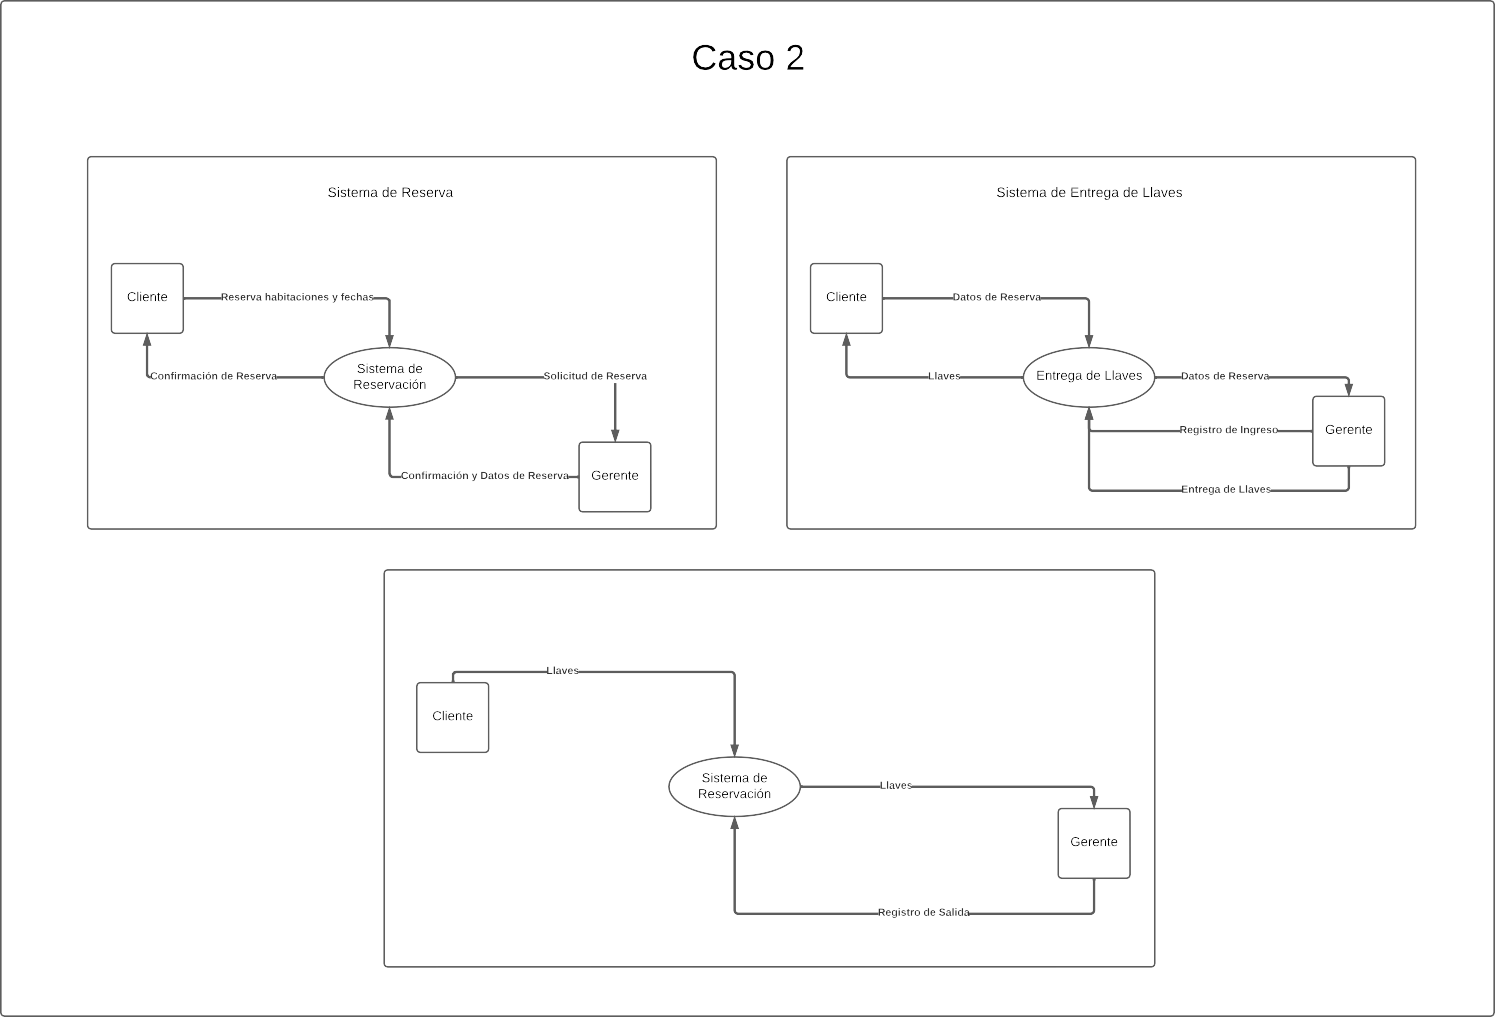 Caso 2
Sistema de Reserva
Cliente
Reserva habitaciones y fechas
Confirmación de Reserva
Sistema de
Reservación
Solicitud de Reserva
Confirmación y Datos de Reserva
Gerente
Sistema de Entrega de Llaves
Cliente
Datos de Reserva
Llaves
Entrega de Llaves
Datos de Reserva
Registro de Ingreso
Gerente
Entrega de Llaves
Llaves
Cliente
Sistema de
Reservación
Llaves
Gerente
Registro de Salida